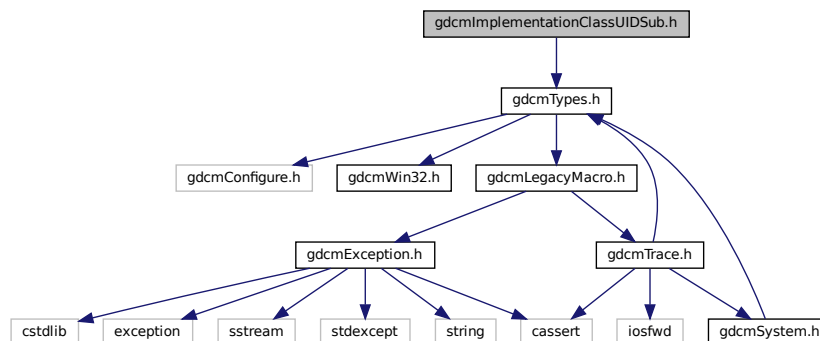 gdcmImplementationClassUIDSub.h
gdcmTypes.h
gdcmConfigure.h
gdcmWin32.h
gdcmLegacyMacro.h
gdcmException.h
gdcmTrace.h
cstdlib
exception
sstream
stdexcept
string
cassert
iosfwd
gdcmSystem.h